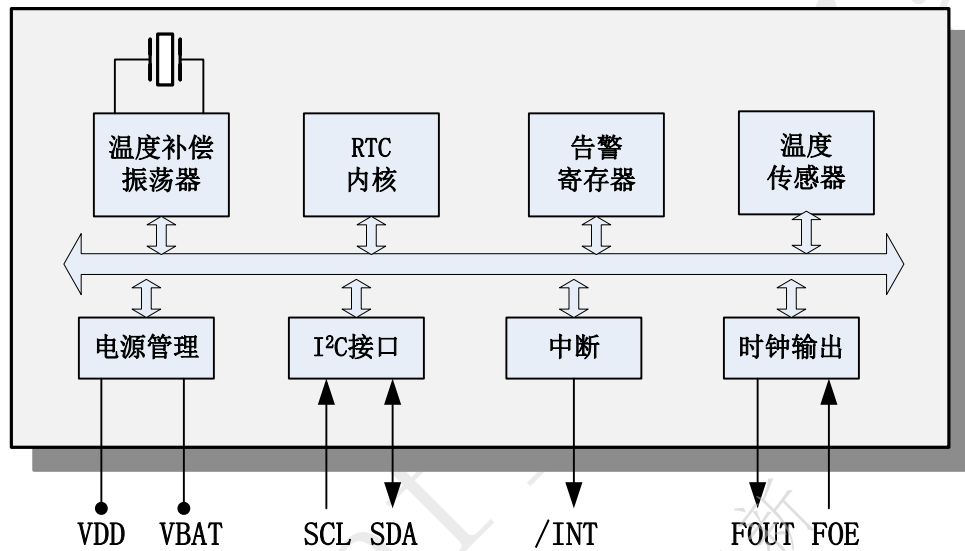 温度补偿
振荡器
RTC
内核
告警
寄存器
温度
传感器
电源管理
I²C接口
中断
时钟输出
VDD
VBAT
SCL
SDA
/INT
FOUT
FOE